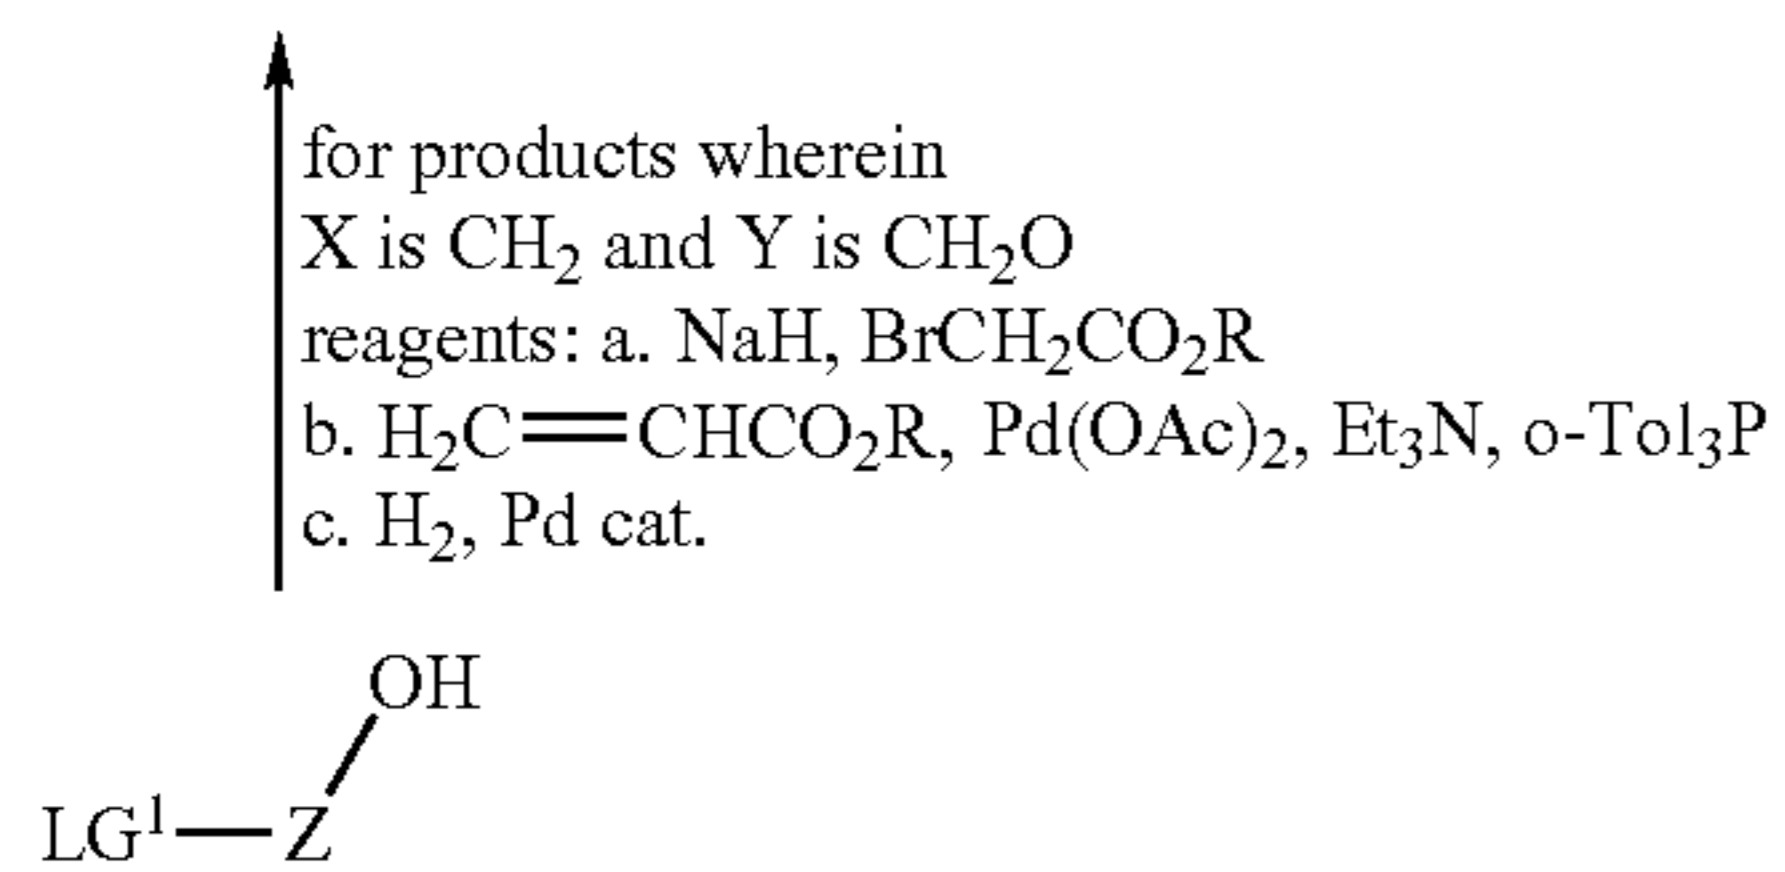 for products wherein
X is CH₂ and Y is CH₂O
reagents: a. NaH, BrCH₂CO₂R
b. H₂C=CHCO₂R, Pd(OAc)₂, Et₃N, o-Tol₃P
c. H₂, Pd cat.
OH
LG¹—Z